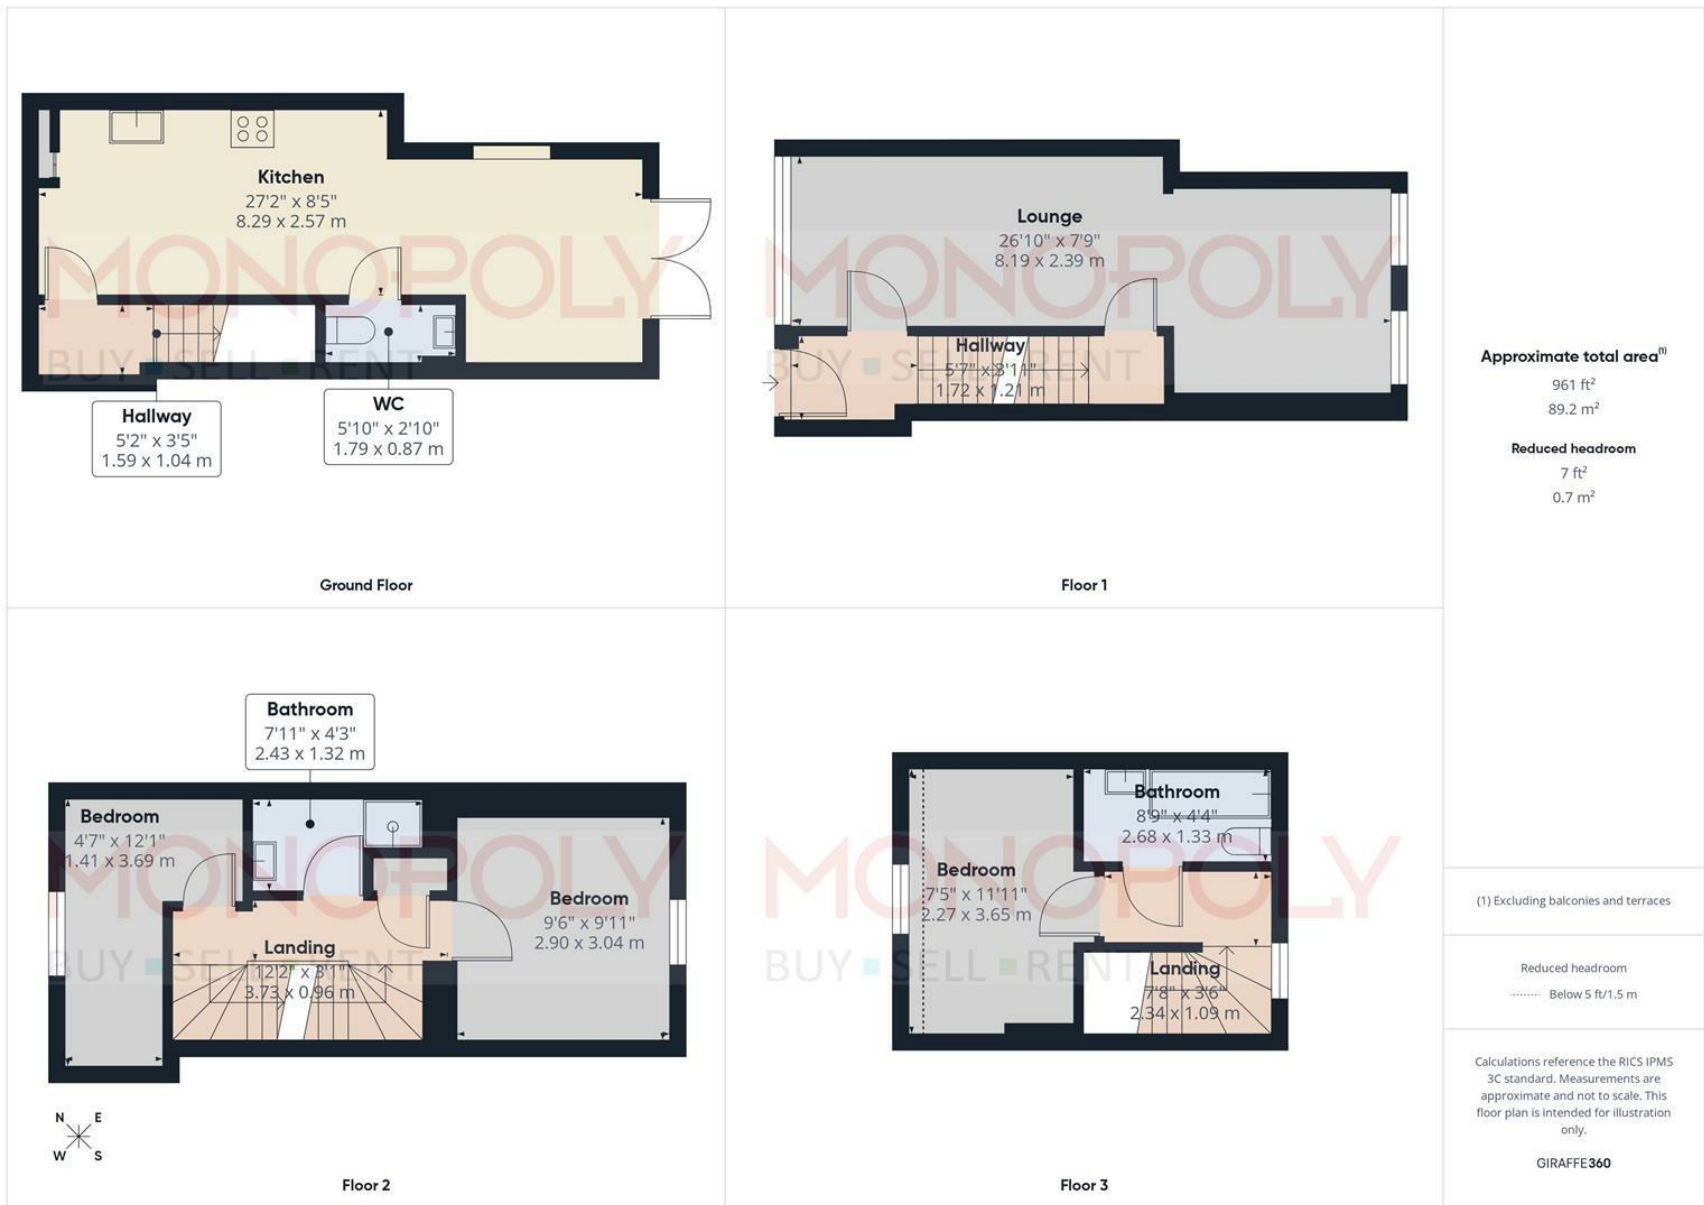 Kitchen
27'2" x 8'5"
8.29 x 2.57 m
MONOPOLY
BUY SELL RENT
Hallway
5'2" x 3'5"
1.59 x 1.04 m
WC
5'10" x 2'10"
1.79 x 0.87 m
Ground Floor
Lounge
26'10" x 7'9"
8.19 x 2.39 m
MONOPOLY
Hallway
5'7" x 3'11"
1.72 x 1.21 m
BUY SELL RENT
Floor 1
Bathroom
7'11" x 4'3"
2.43 x 1.32 m
Bedroom
4'7" x 12'1"
1.41 x 3.69 m
MONOPOLY
Bedroom
9'6" x 9'11"
2.90 x 3.04 m
Landing
12'2" x 3'1"
3.73 x 0.96 m
BUY SELL RENT
N E
W S
Floor 2
Bathroom
8'9" x 4'4"
2.68 x 1.33 m
Bedroom
7'5" x 11'11"
2.27 x 3.65 m
MONOPOLY
BUY SELL RENT
Landing
7'8" x 3'6"
2.34 x 1.09 m
Floor 3
Approximate total area(1)
961 ft²
89.2 m²
Reduced headroom
7 ft²
0.7 m²
(1) Excluding balconies and terraces
Reduced headroom
Below 5 ft/1.5 m
Calculations reference the RICS IPMS
3C standard. Measurements are
approximate and not to scale. This
floor plan is intended for illustration
only.
GIRAFFE360